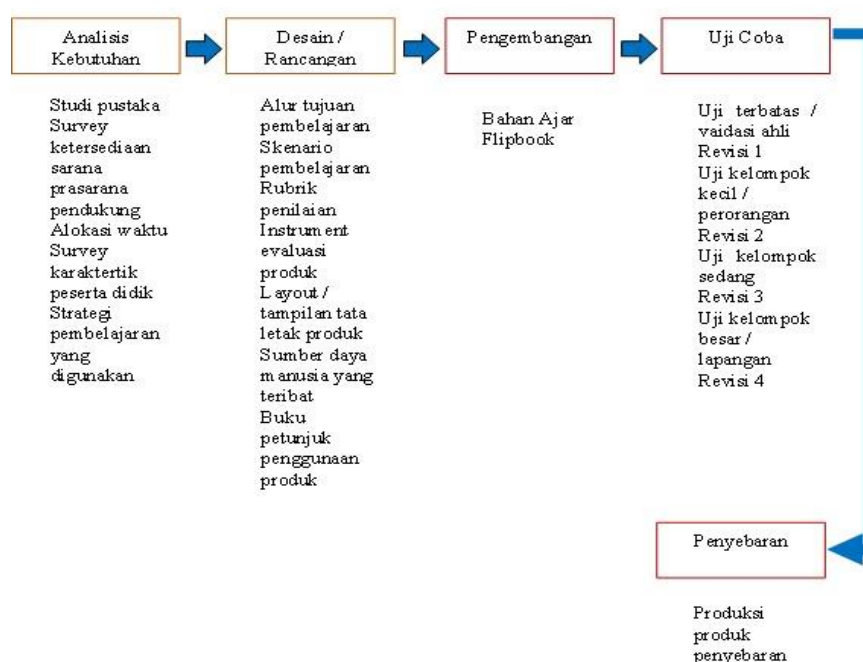 Analisis
Kebutuhan
Desain /
Rancangan
Pengembangan
Uji Coba
Studi pustaka
Survey
ketersediaan
sarana
prasarana
pendukung
Alokasi waktu
Survey
karaktertik
peserta didik
Strategi
pembelajaran
yang
digunakan
Alur tujuan
pembelajaran
Skenario
pembelajaran
Rubrik
penilaian
Instrument
evaluasi
produk
Layout /
tampilan tata
letak produk
Sumber daya
manusia yang
teribat
Buku
petunjuk
penggunaan
produk
Bahan Ajar
Flipbook
Uji terbatas /
vaidasi ahli
Revisi 1
Uji kelompok
kecil /
perorangan
Revisi 2
Uji kelompok
sedang
Revisi 3
Uji kelompok
besar /
lapangan
Revisi 4
Penyebaran
Produksi
produk
penyebaran